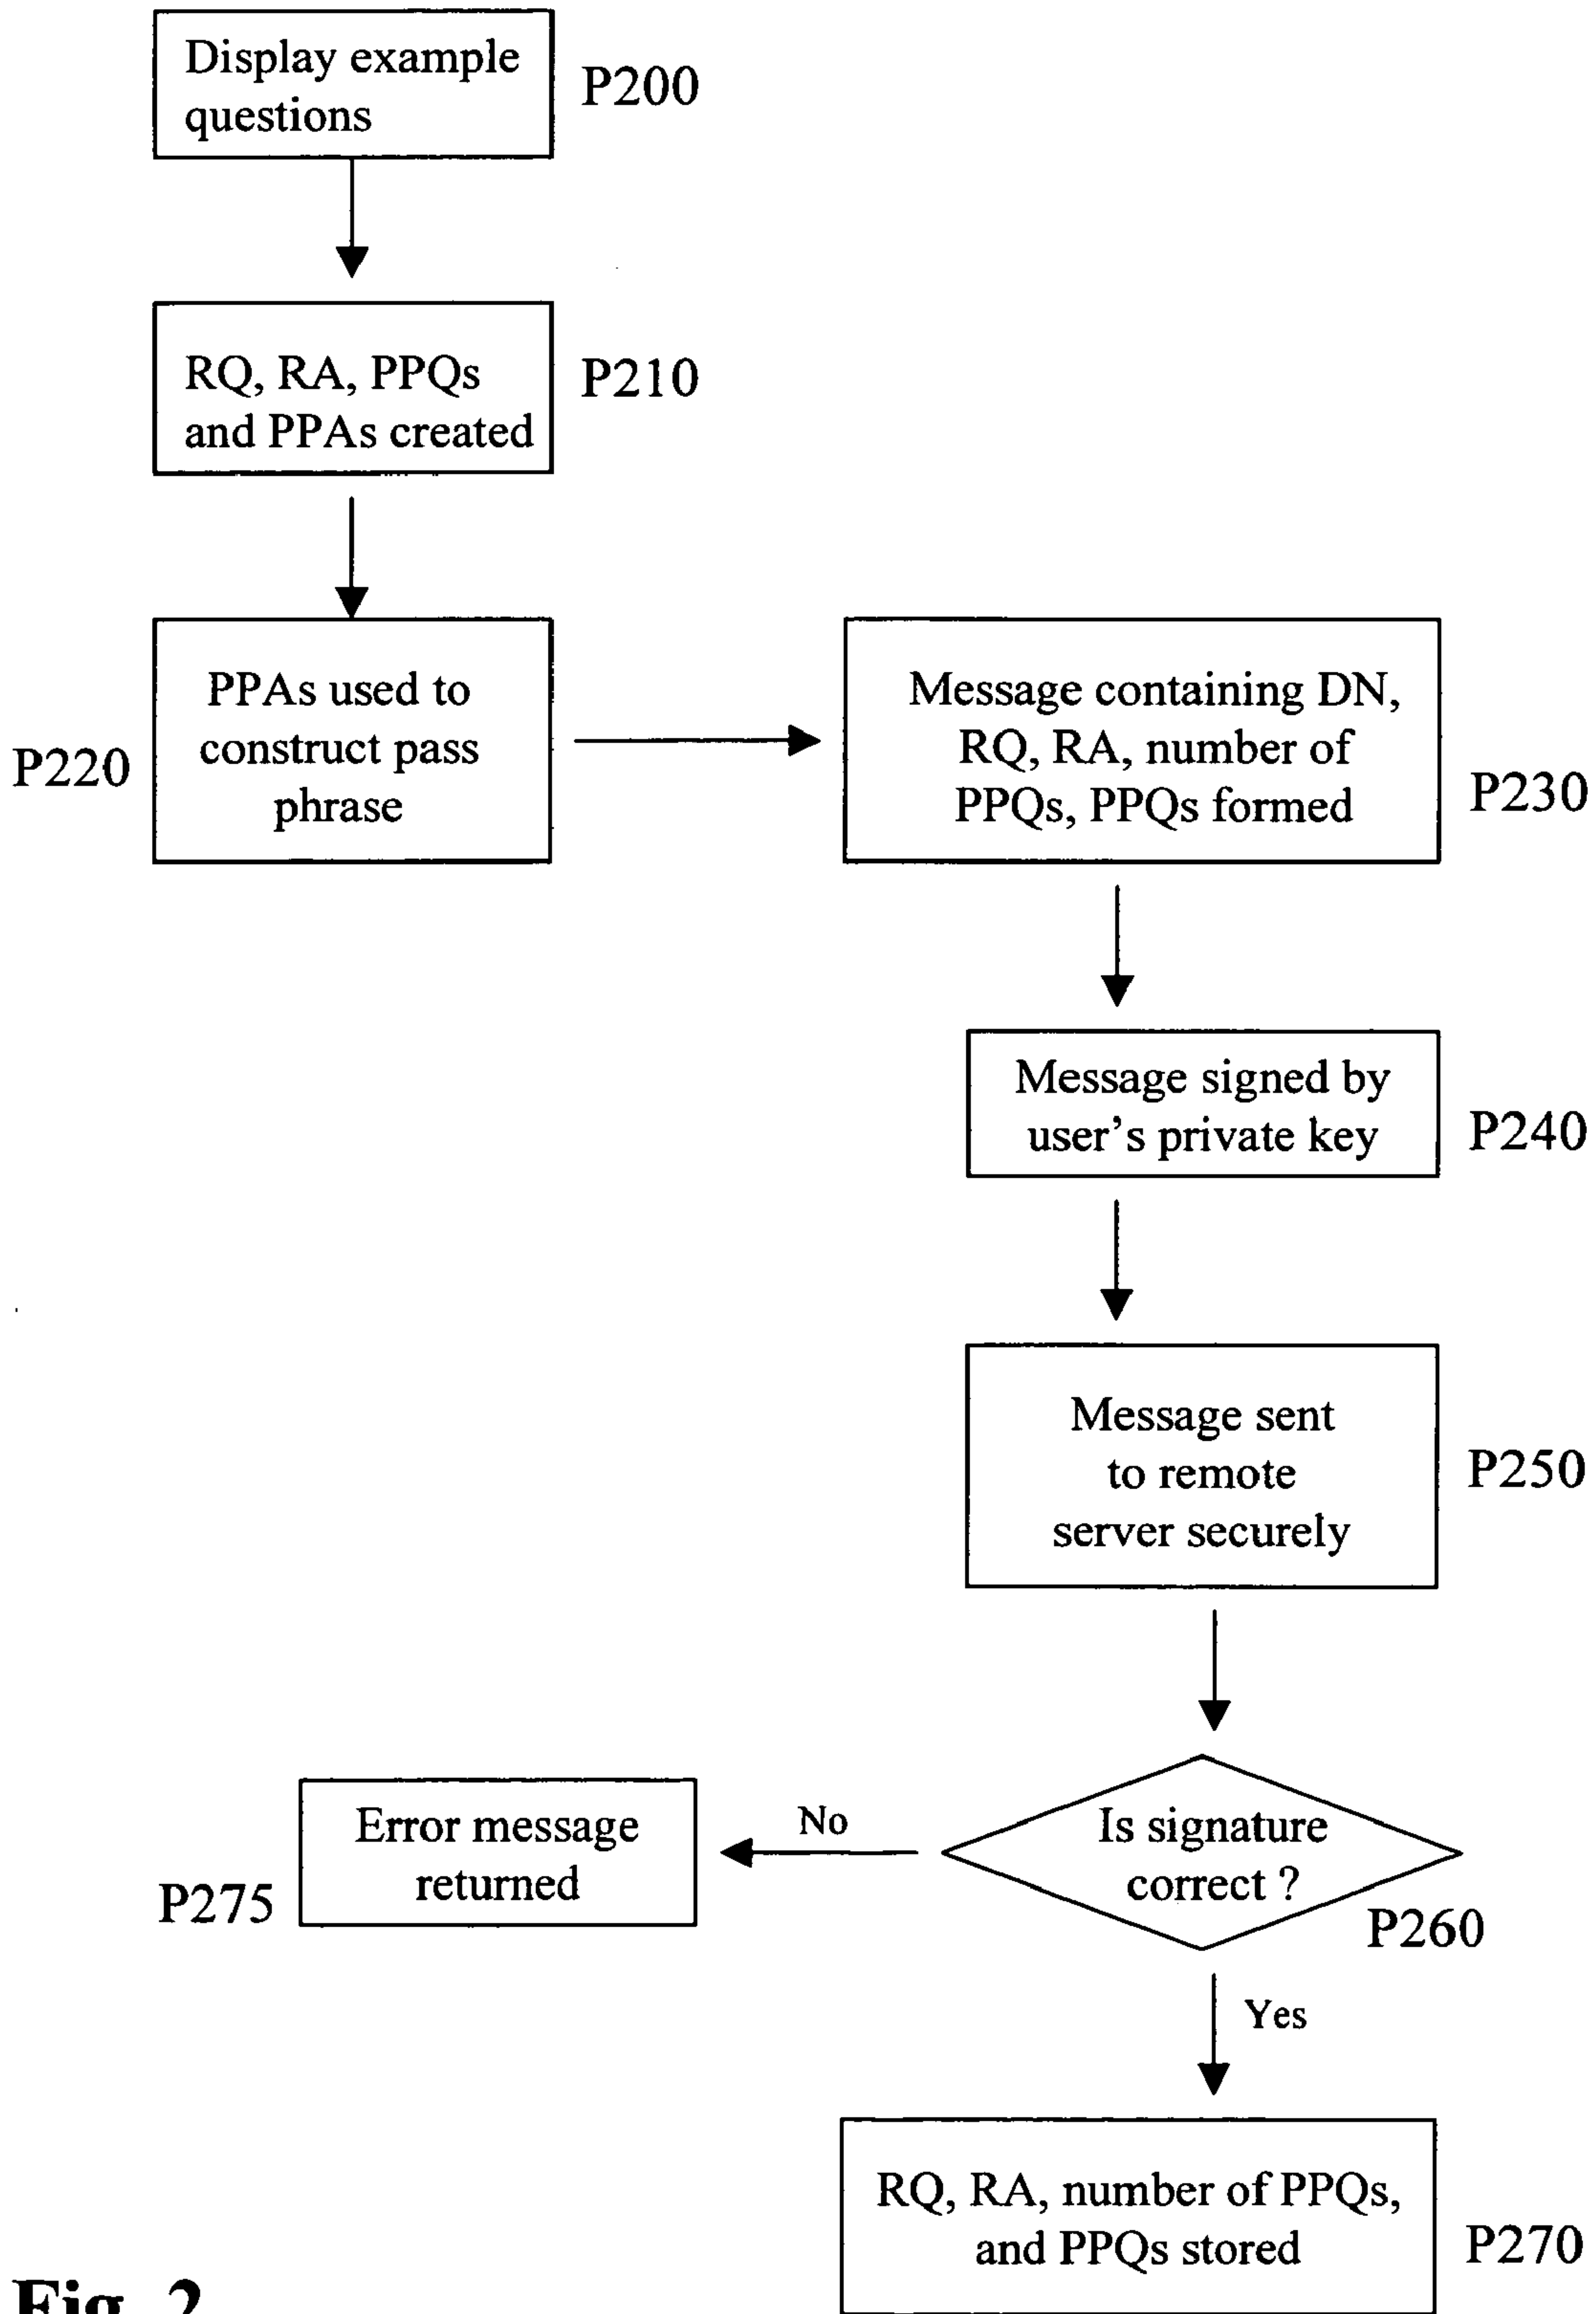 Display example
questions
P200
RQ, RA, PPQs
and PPAs created
P210
PPAs used to
construct pass
phrase
P220
Message containing DN,
RQ, RA, number of
PPQs, PPQs formed
P230
Message signed by
user's private key
P240
Message sent
to remote
server securely
P250
Is signature
correct ?
P260
No
Error message
returned
P275
Yes
RQ, RA, number of PPQs,
and PPQs stored
P270
Fig. 2